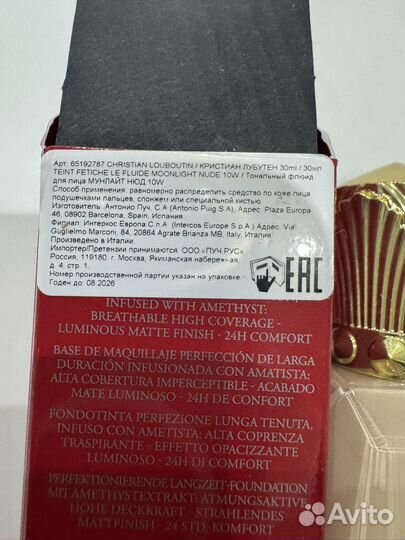 Арт. 65192787 CHRISTIAN LOUBOUTIN / КРИСТИАН ЛУБУТЕН 30ml / 30мл
TEINT FETICHE LE FLUIDE MOONLIGHT NUDE 10W / Тональный флюид
для лица МУНЛАЙТ НЮД 10W
Способ применения: равномерно распределить средство по коже лица
подушечками пальцев, спонжем или специальной кистью.
Изготовитель: Антонио Пуч, С.А (Antonio Puig S.A), Адрес: Plaza Europa
46, 08902 Barcelona, Spain, Испания.
Филиал: Интеркос Европа С.п.А (Intercos Europe S.p.A.) Адрес: Via
Guglielmo Marconi, 84, 20864 Agrate Brianza MB, Italy, Италия
Произведено в Италии
Импортер/Претензии принимаются: ООО «ПУЧ РУС»
Россия, 119180, г. Москва, Якиманская набережная,
д. 4, стр. 1.
Номер производственной партии указан на упаковке
Годен до: 08.2026
EAC
INFUSED WITH AMETHYST:
BREATHABLE HIGH COVERAGE -
LUMINOUS MATTE FINISH - 24H COMFORT
BASE DE MAQUILLAJE PERFECCIÓN DE LARGA
DURACIÓN INFUSIONADA CON AMATISTA:
ALTA COBERTURA IMPERCEPTIBLE - ACABADO
MATE LUMINOSO - 24H DE CONFORT
FONDOTINTA PERFEZIONE LUNGA TENUTA,
INFUSO CON AMETISTA: ALTA COPRENZA
TRASPIRANTE - EFFETTO OPACIZZANTE
LUMINOSO - 24H DI COMFORT
PERFEKTIONIERENDE LANGZEIT-FOUNDATION
MIT AMETHYSTEXTRAKT: ATMUNGSAKTIVE
HOHE DECKKRAFT - STRAHLENDES
MATTFINISH - 24 STD. KOMFORT
Avito